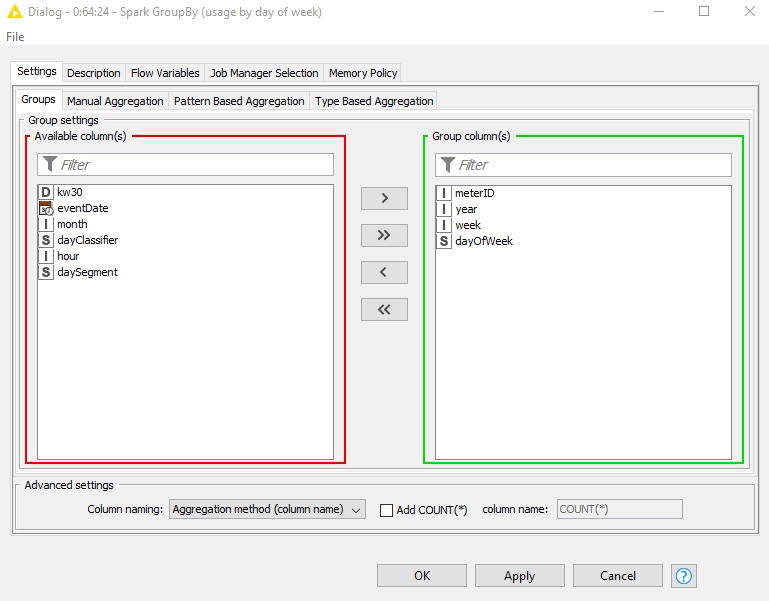 Dialog - 0:64:24 - Spark GroupBy (usage by day of week)
File
Settings Description Flow Variables Job Manager Selection Memory Policy
Groups Manual Aggregation Pattern Based Aggregation Type Based Aggregation
Group settings
Available column(s)
Filter
D kw30
eventDate
I month
S dayClassifier
I hour
S daySegment
>
>>
<
<<
Group column(s)
Filter
I meterID
I year
I week
S dayOfWeek
Advanced settings
Column naming: Aggregation method (column name) Add COUNT(*) column name: COUNT(*)
OK Apply Cancel ?